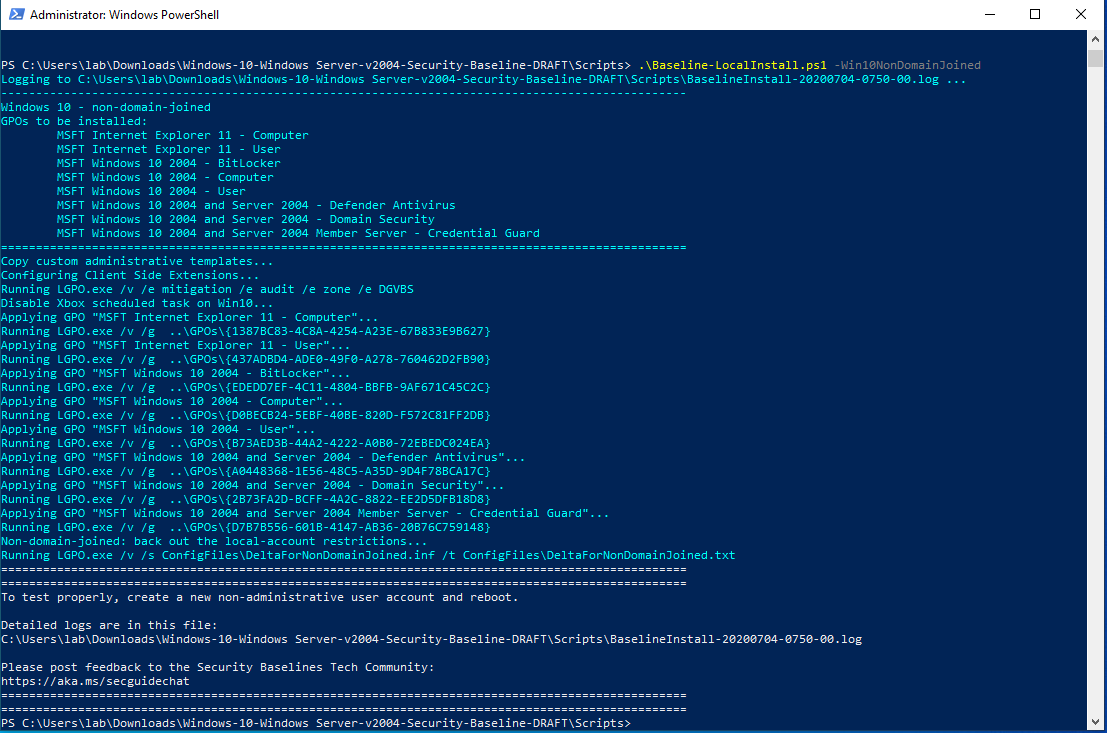 Administrator: Windows PowerShell
PS C:\Users\lab\Downloads\Windows-10-Windows Server-v2004-Security-Baseline-DRAFT\Scripts> .\Baseline-LocalInstall.ps1 -Win10NonDomainJoined
Logging to C:\Users\lab\Downloads\Windows-10-Windows Server-v2004-Security-Baseline-DRAFT\Scripts\BaselineInstall-20200704-0750-00.log ...
--------------------------------------------------------------------------------------------------
Windows 10 - non-domain-joined
GPOs to be installed:
        MSFT Internet Explorer 11 - Computer
        MSFT Internet Explorer 11 - User
        MSFT Windows 10 2004 - BitLocker
        MSFT Windows 10 2004 - Computer
        MSFT Windows 10 2004 - User
        MSFT Windows 10 and Server 2004 - Defender Antivirus
        MSFT Windows 10 and Server 2004 - Domain Security
        MSFT Windows 10 and Server 2004 Member Server - Credential Guard
==================================================================================================
Copy custom administrative templates...
Configuring Client Side Extensions...
Running LGPO.exe /v /e mitigation /e audit /e zone /e DGVBS
Disable Xbox scheduled task on Win10...
Applying GPO "MSFT Internet Explorer 11 - Computer"...
Running LGPO.exe /v /g  ..\GPOs\{1387BC83-4C8A-4254-A23E-67B833E9B627}
Applying GPO "MSFT Internet Explorer 11 - User"...
Running LGPO.exe /v /g  ..\GPOs\{437ADBD4-ADE0-49F0-A278-760462D2FB90}
Applying GPO "MSFT Windows 10 2004 - BitLocker"...
Running LGPO.exe /v /g  ..\GPOs\{EDEDD7EF-4C11-4804-BBFB-9AF671C45C2C}
Applying GPO "MSFT Windows 10 2004 - Computer"...
Running LGPO.exe /v /g  ..\GPOs\{D0BECB24-5EBF-40BE-820D-F572C81FF2DB}
Applying GPO "MSFT Windows 10 2004 - User"...
Running LGPO.exe /v /g  ..\GPOs\{B73AED3B-44A2-4222-A0B0-72EBEDC024EA}
Applying GPO "MSFT Windows 10 and Server 2004 - Defender Antivirus"...
Running LGPO.exe /v /g  ..\GPOs\{A0448368-1E56-48C5-A35D-9D4F78BCA17C}
Applying GPO "MSFT Windows 10 and Server 2004 - Domain Security"...
Running LGPO.exe /v /g  ..\GPOs\{2B73FA2D-BCFF-4A2C-8822-EE2D5DFB18D8}
Applying GPO "MSFT Windows 10 and Server 2004 Member Server - Credential Guard"...
Running LGPO.exe /v /g  ..\GPOs\{D7B7B556-601B-4147-AB36-20B76C759148}
Non-domain-joined: back out the local-account restrictions...
Running LGPO.exe /v /s ConfigFiles\DeltaForNonDomainJoined.inf /t ConfigFiles\DeltaForNonDomainJoined.txt
==================================================================================================
==================================================================================================
To test properly, create a new non-administrative user account and reboot.
Detailed logs are in this file:
C:\Users\lab\Downloads\Windows-10-Windows Server-v2004-Security-Baseline-DRAFT\Scripts\BaselineInstall-20200704-0750-00.log
Please post feedback to the Security Baselines Tech Community:
https://aka.ms/secguidechat
==================================================================================================
==================================================================================================
PS C:\Users\lab\Downloads\Windows-10-Windows Server-v2004-Security-Baseline-DRAFT\Scripts>